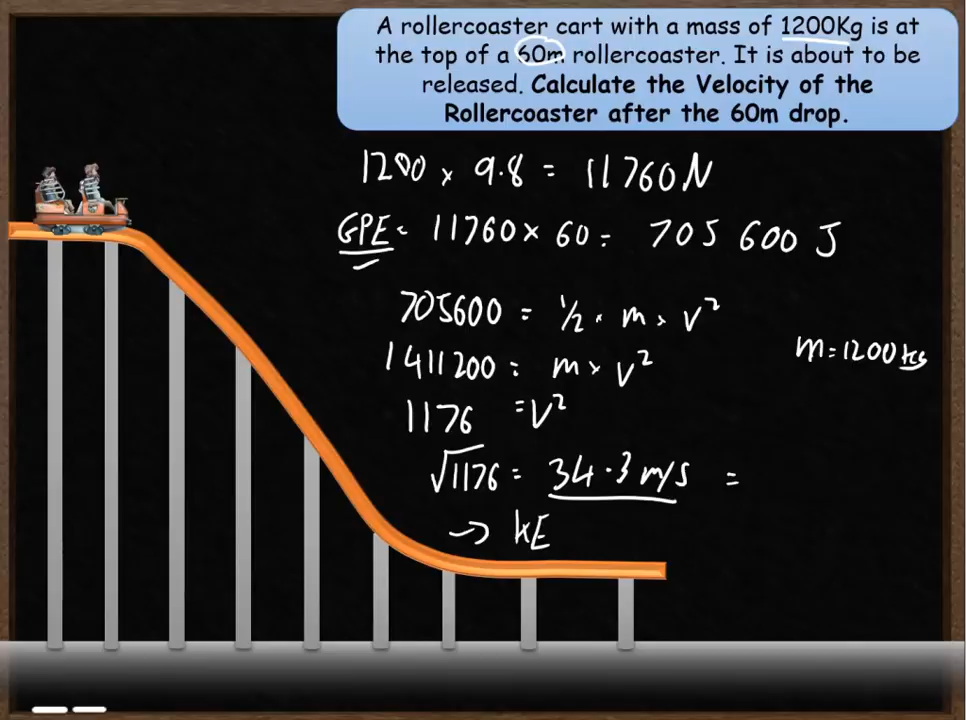 A rollercoaster cart with a mass of 1200Kg is at
the top of a 60m rollercoaster. It is about to be
released. Calculate the Velocity of the
Rollercoaster after the 60m drop.
1200 × 9.8 = 11760N
GPE = 11760 × 60 = 705 600 J
705600 = 1/2 × m × v²
m = 1200 kg
1411200 = m × v²
1176 = v²
√1176 = 34.3 m/s =
→ KE